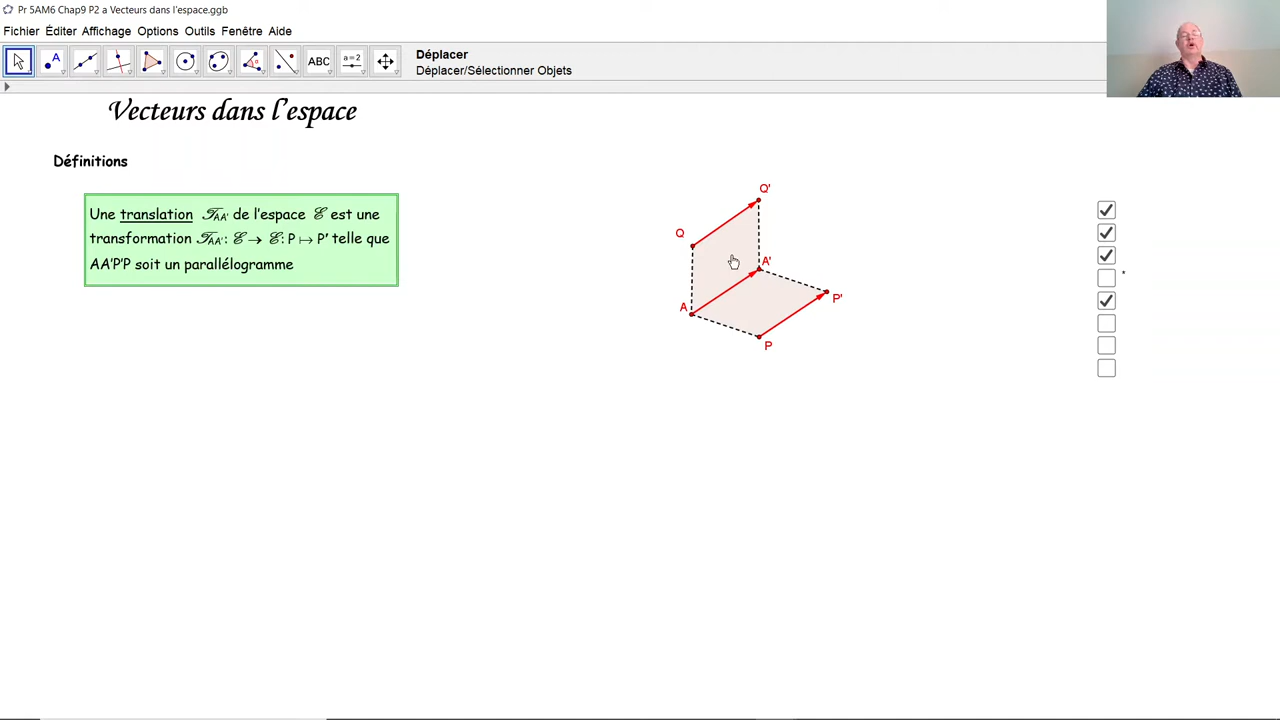 Pr 5AM6 Chap9 P2 a Vecteurs dans l'espace.ggb
Fichier Éditer Affichage Options Outils Fenêtre Aide
A ABC a=2 Déplacer
Déplacer/Sélectionner Objets
Vecteurs dans l'espace
Définitions
Une translation 𝒯AA' de l'espace ℰ est une
transformation 𝒯AA' : ℰ → ℰ : P ↦ P' telle que
AA'P'P soit un parallélogramme
Q'
Q
A'
P'
A
P
*